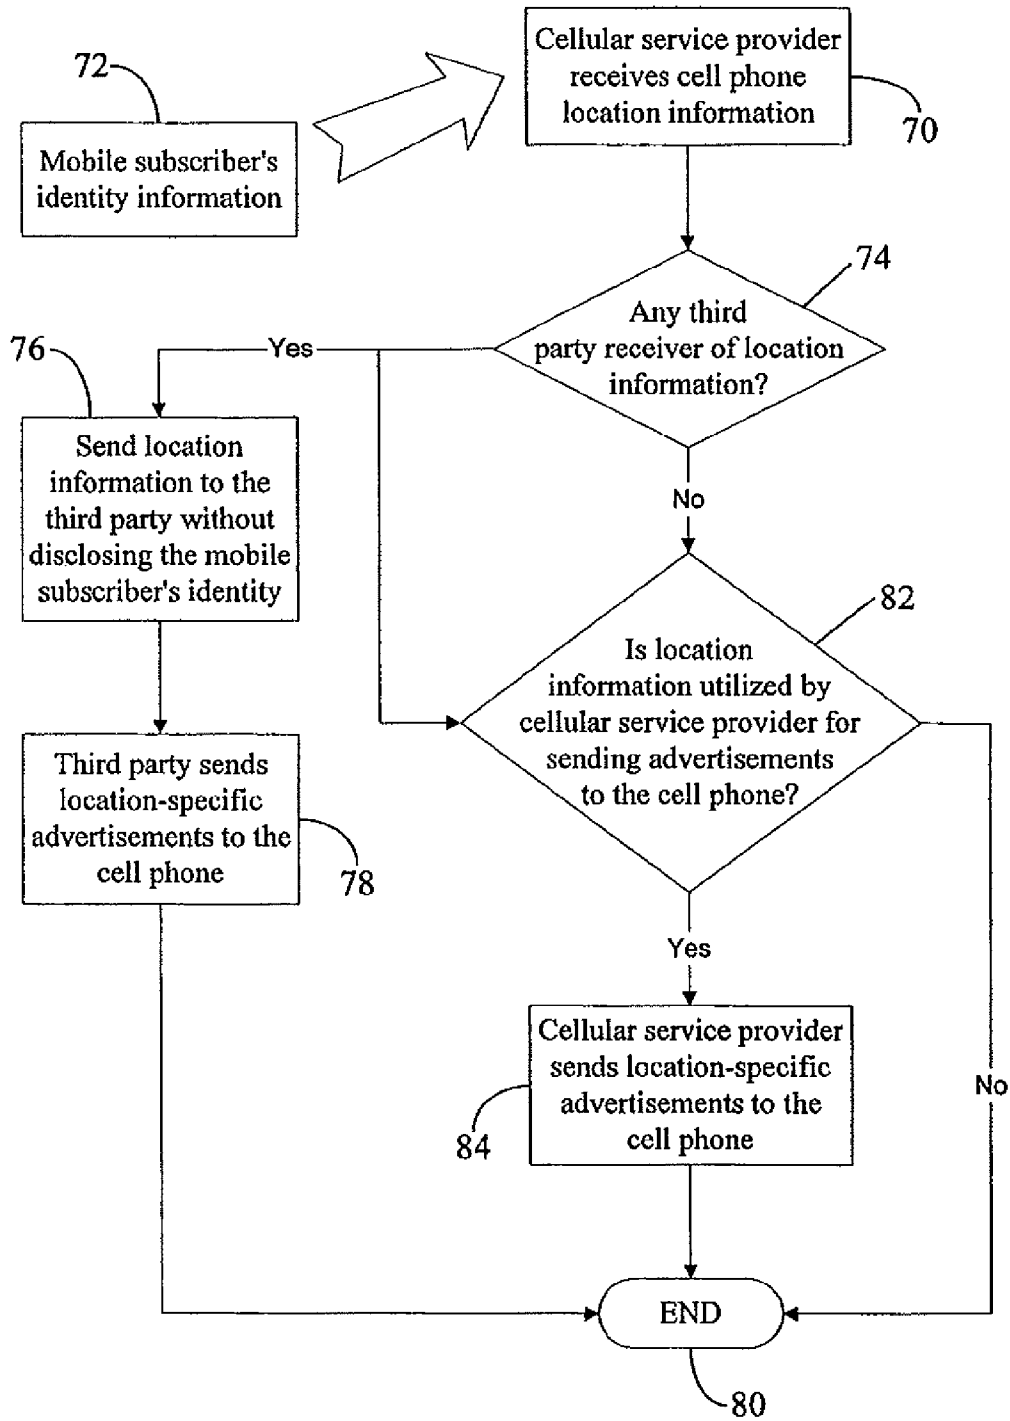 72
Cellular service provider
receives cell phone
location information
70
Mobile subscriber's
identity information
74
Any third
party receiver of location
information?
76
Yes
Send location
information to the
third party without
disclosing the mobile
subscriber's identity
No
82
Is location
information utilized by
cellular service provider for
sending advertisements
to the cell phone?
Third party sends
location-specific
advertisements to the
cell phone
78
Yes
Cellular service provider
sends location-specific
advertisements to the
cell phone
84
No
END
80